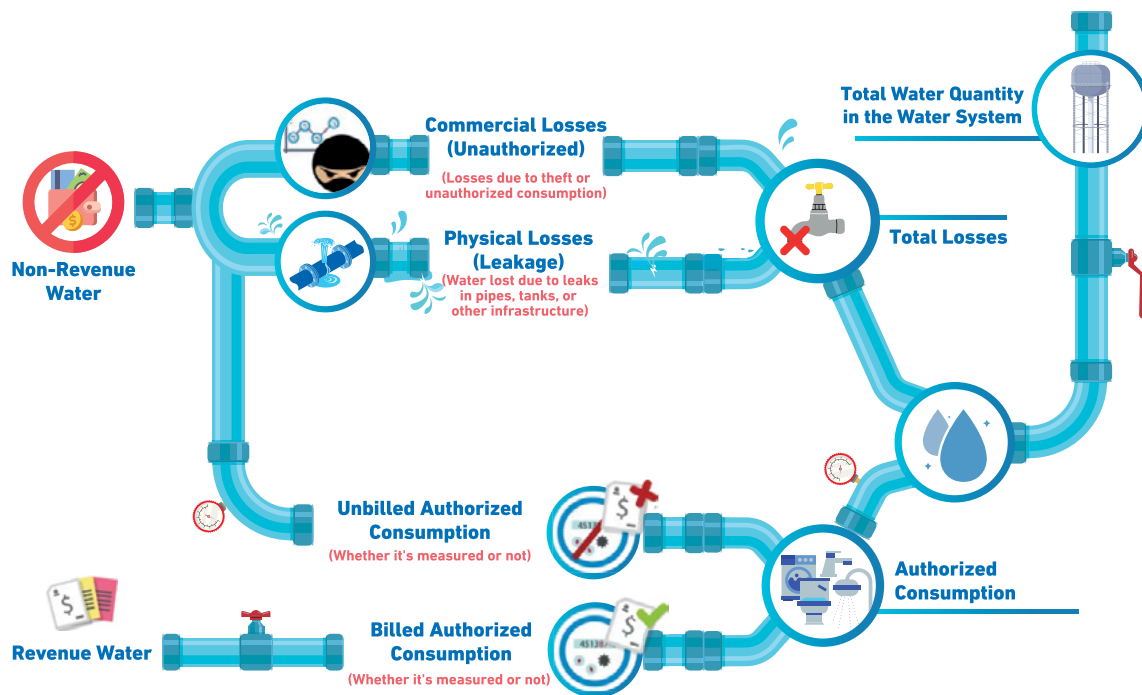 Total Water Quantity
in the Water System
Commercial Losses
(Unauthorized)
(Losses due to theft or
unauthorized consumption)
Total Losses
Physical Losses
(Leakage)
(Water lost due to leaks
in pipes, tanks, or
other infrastructure)
Non-Revenue
Water
Unbilled Authorized
Consumption
(Whether it's measured or not)
$
Authorized
Consumption
Revenue Water
$
Billed Authorized
Consumption
(Whether it's measured or not)
$